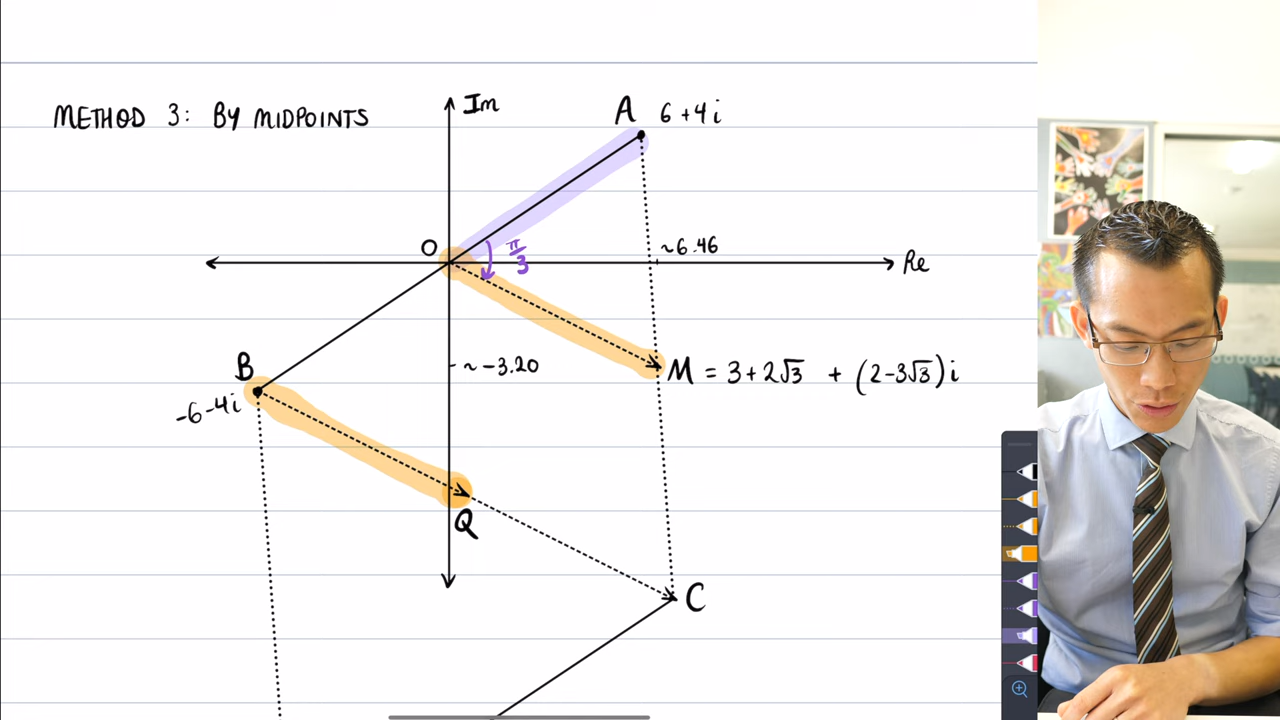 METHOD 3: BY MIDPOINTS
Im
A 6+4i
O
π/3
~6.46
Re
B
-6-4i
~ -3.20
M = 3+2√3 + (2-3√3)i
Q
C